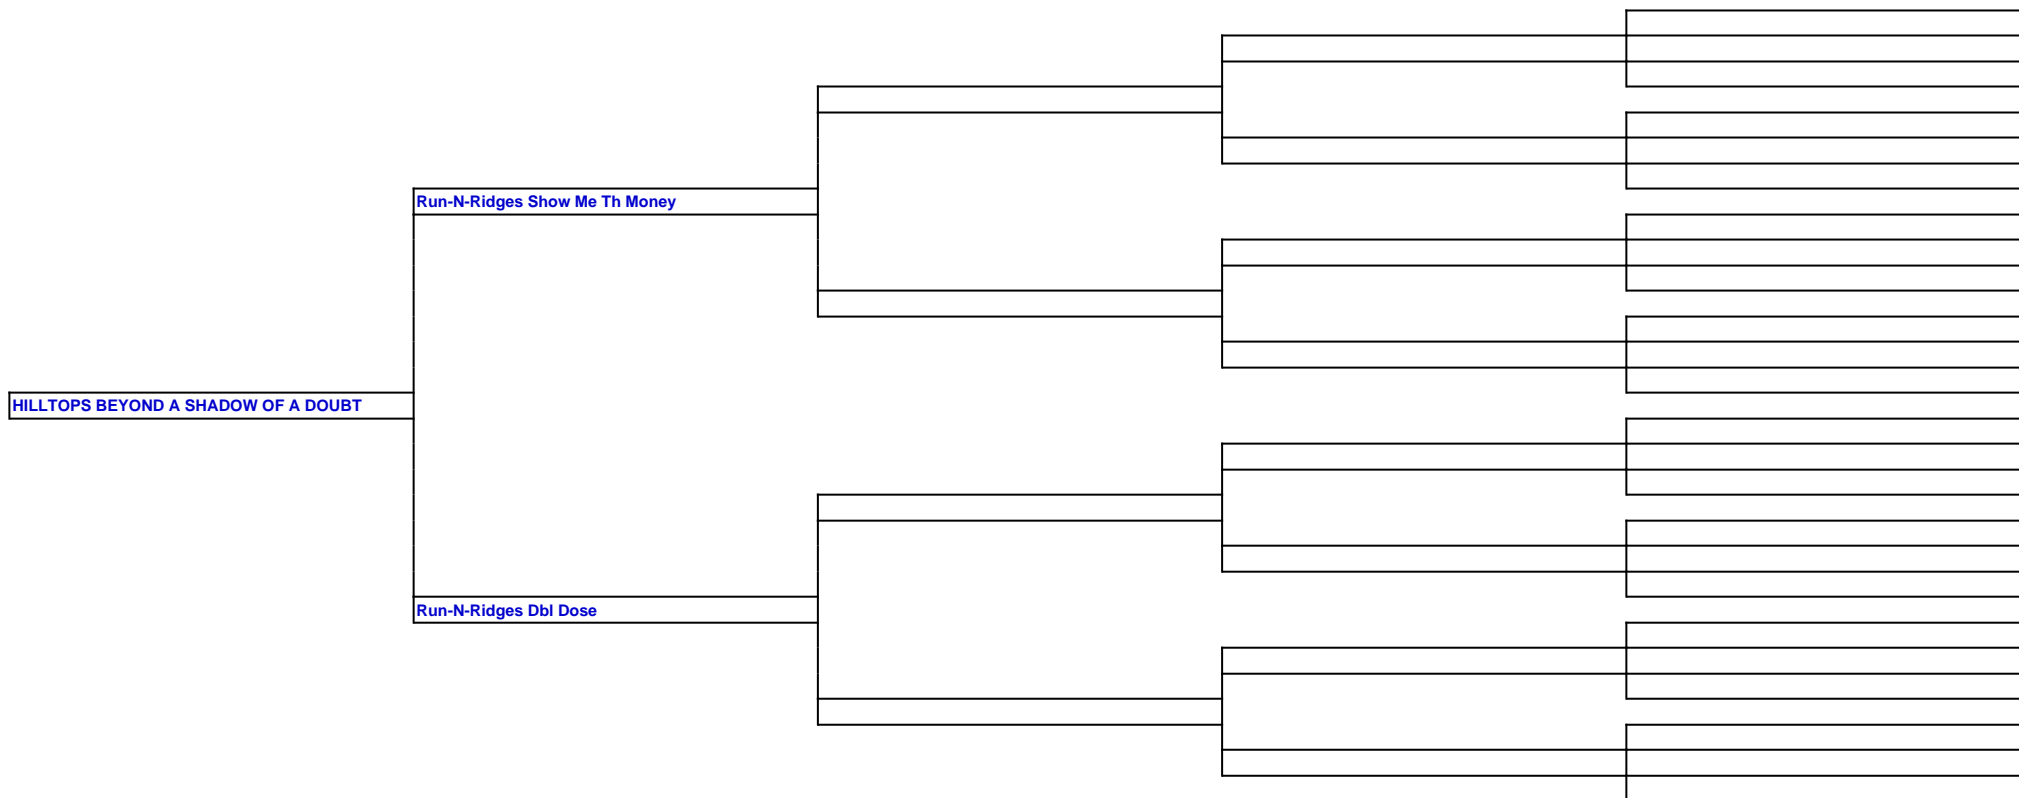 Run-N-Ridges Show Me Th Money
HILLTOPS BEYOND A SHADOW OF A DOUBT
Run-N-Ridges Dbl Dose